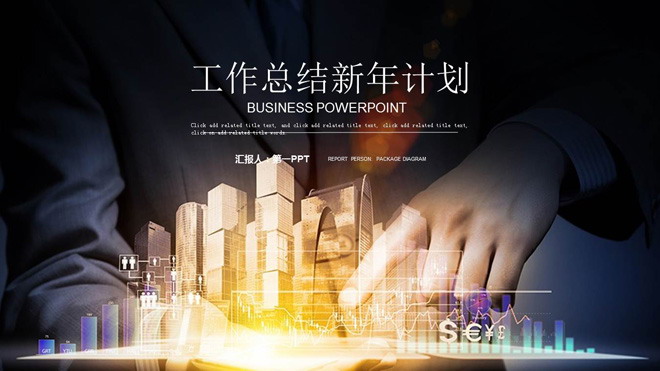 工作总结新年计划
BUSINESS POWERPOINT
Click add related title text, and click add related title text, click add related title text,
click on add related title words
汇报人：第一PPT REPORT PERSON PACKAGE DIAGRAM
$€¥£